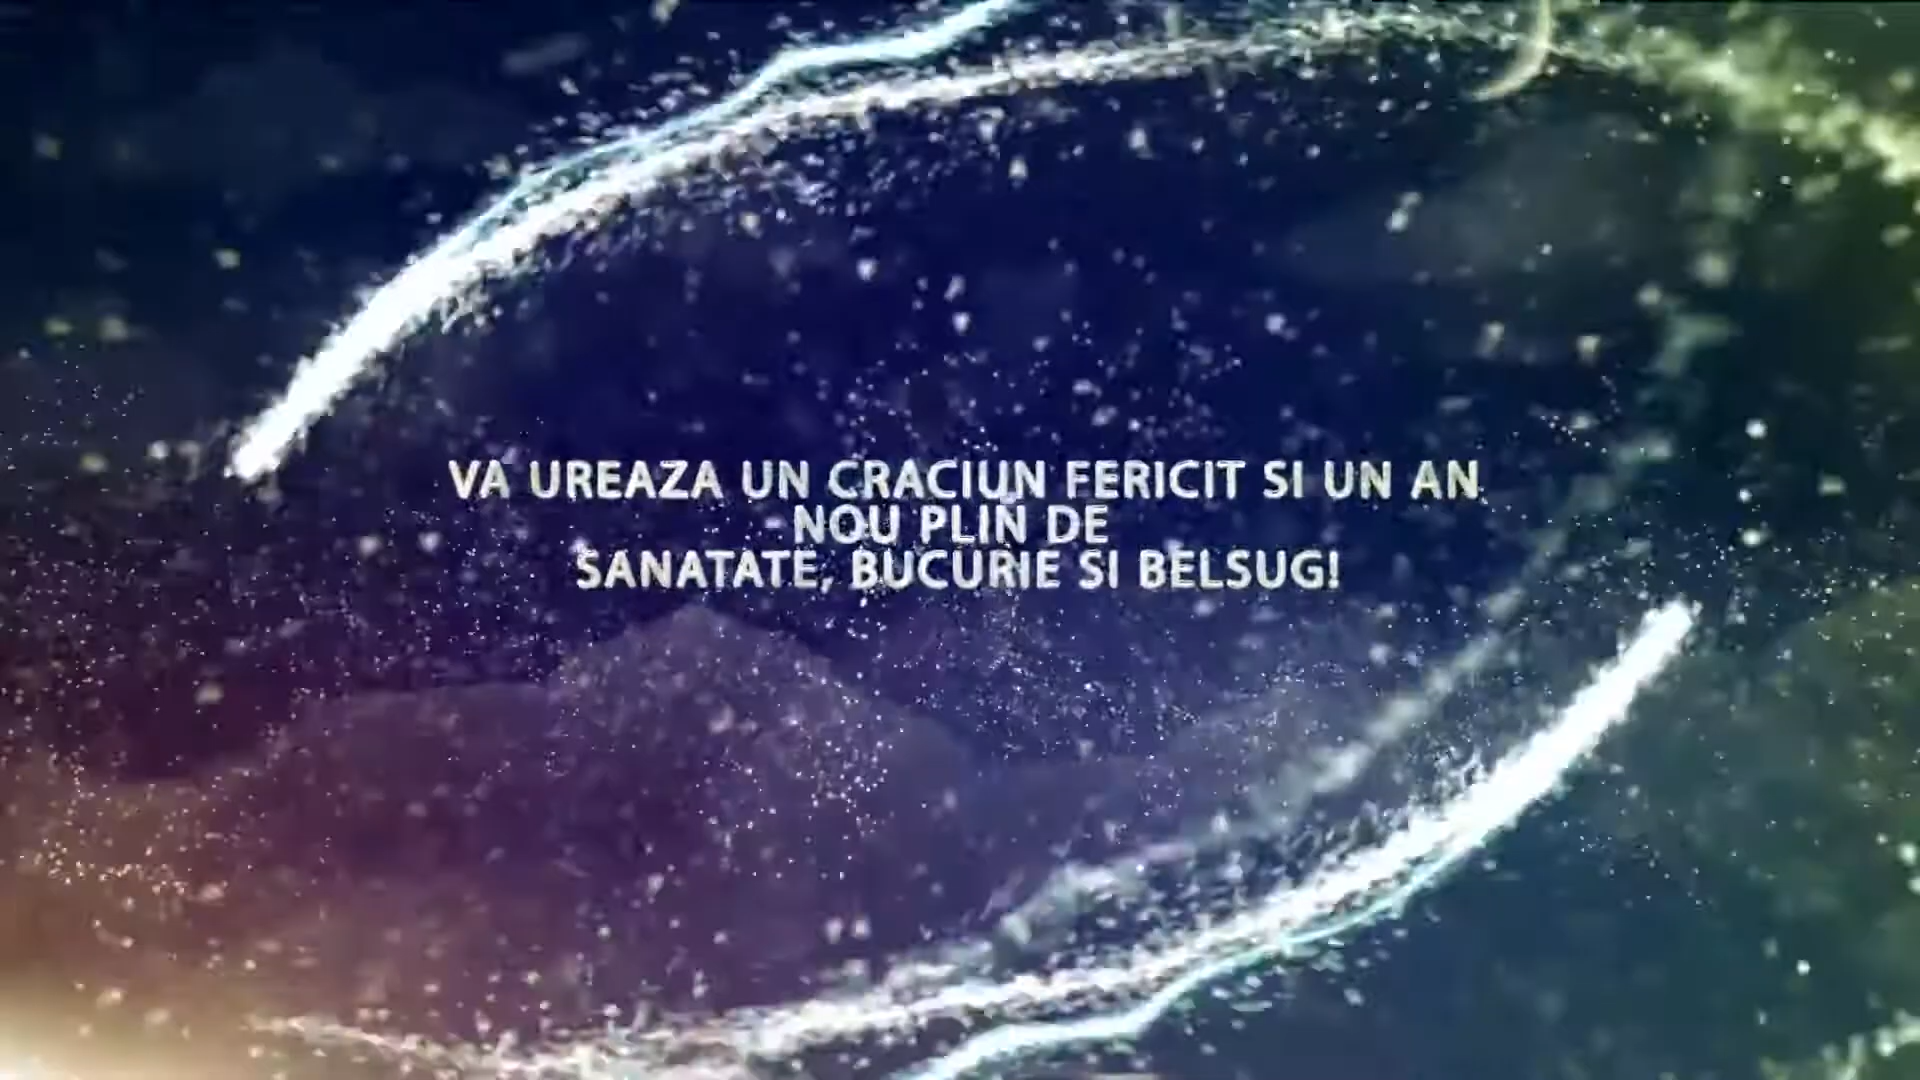 VA UREAZA UN CRACIUN FERICIT SI UN AN
NOU PLIN DE
SANATATE, BUCURIE SI BELSUG!